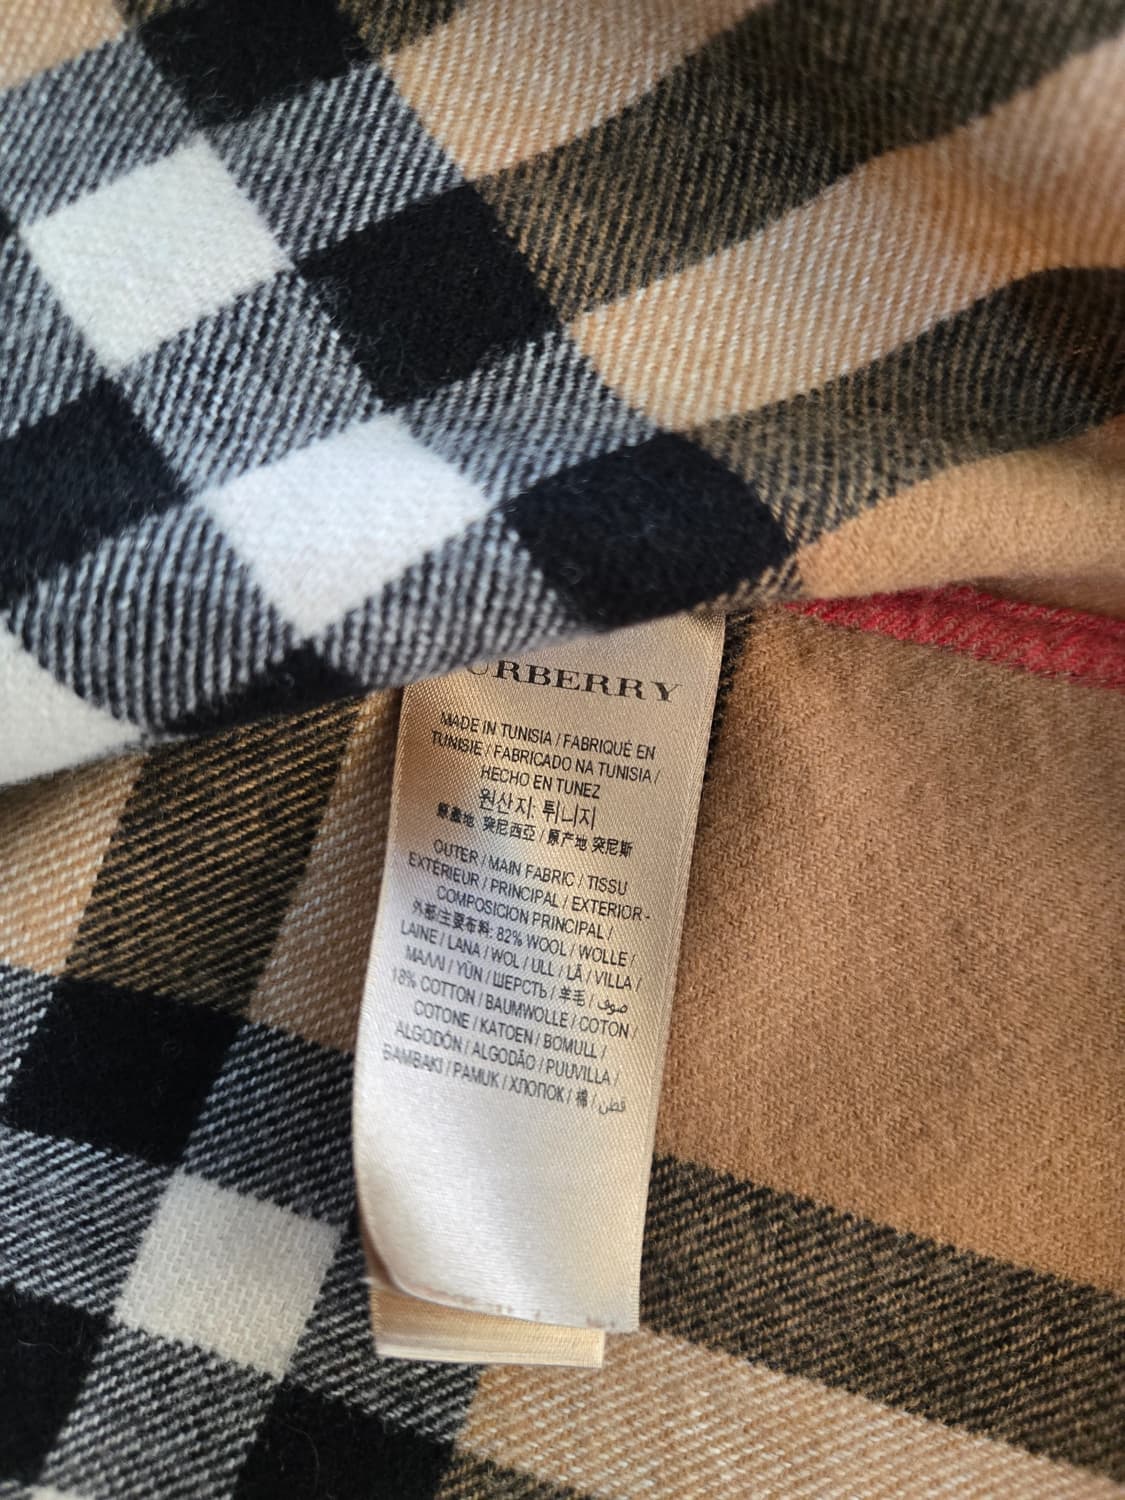 URBERRY
MADE IN TUNISIA / FABRIQUÉ EN
TUNISIE / FABRICADO NA TUNISIA /
HECHO EN TUNEZ
원산지: 튀니지
原產地: 突尼西亞 / 原产地 突尼斯
OUTER / MAIN FABRIC / TISSU
EXTÉRIEUR / PRINCIPAL / EXTERIOR -
COMPOSICION PRINCIPAL /
外部/主要布料: 82% WOOL / WOLLE /
LAINE / LANA / WOL / ULL / LÃ / VILLA /
ΜΑΛΛΙ / YÜN / ШЕРСТЬ / 羊毛 / صوف
18% COTTON / BAUMWOLLE / COTON /
COTONE / KATOEN / BOMULL /
ALGODÓN / ALGODÃO / PUUVILLA /
BAMBAKI / PAMUK / ХЛОПОК / 棉 / قطن